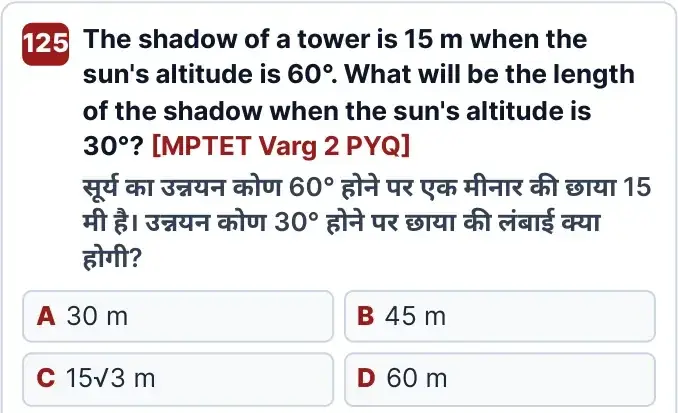 125 The shadow of a tower is 15 m when the
sun's altitude is 60°. What will be the length
of the shadow when the sun's altitude is
30°? [MPTET Varg 2 PYQ]
सूर्य का उन्नयन कोण 60° होने पर एक मीनार की छाया 15
मी है। उन्नयन कोण 30° होने पर छाया की लंबाई क्या
होगी?
A 30 m
B 45 m
C 15√3 m
D 60 m